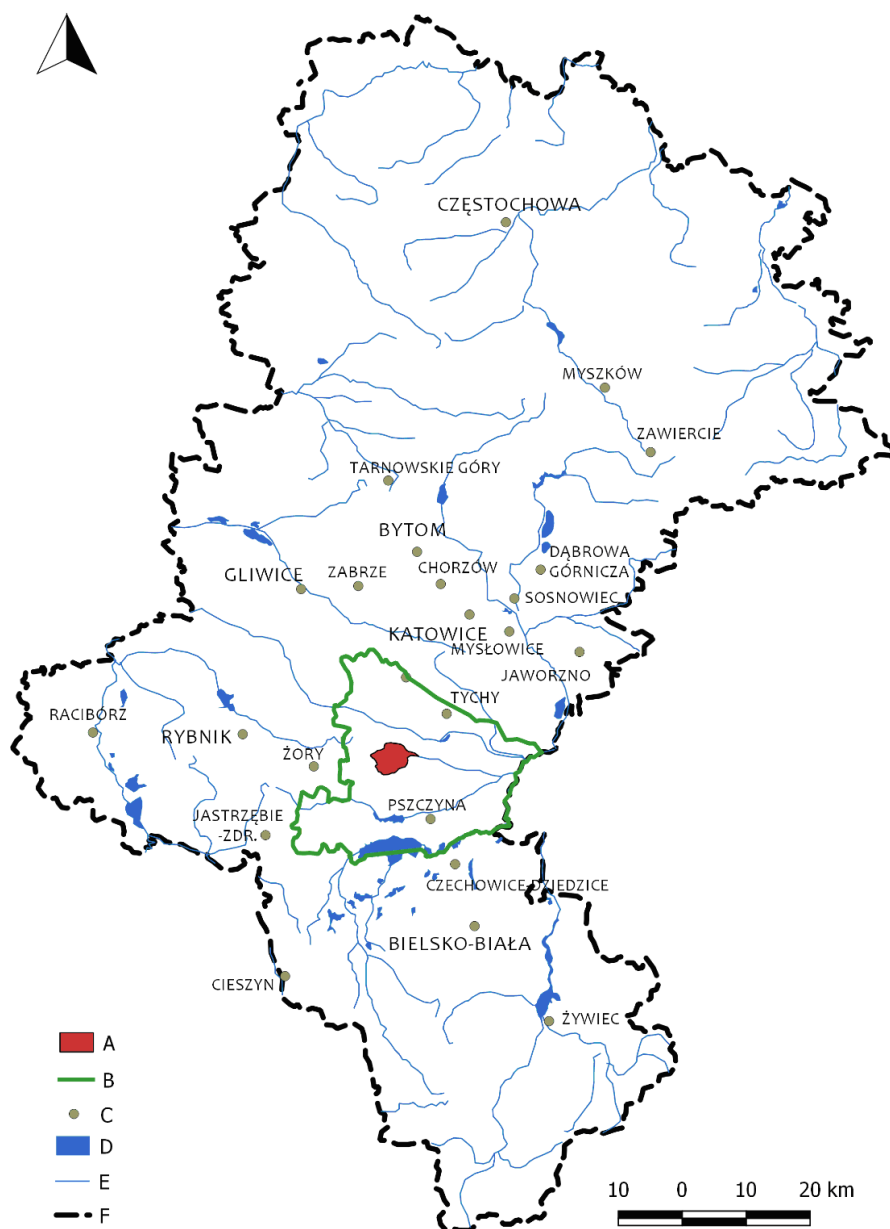 CZĘSTOCHOWA
MYSZKÓW
ZAWIERCIE
TARNOWSKIE GÓRY
BYTOM
DĄBROWA
GÓRNICZA
GLIWICE
ZABRZE
CHORZÓW
SOSNOWIEC
KATOWICE
MYSŁOWICE
JAWORZNO
TYCHY
RACIBÓRZ
RYBNIK
ŻORY
PSZCZYNA
JASTRZĘBIE
-ZDR.
CZECHOWICE-DZIEDZICE
BIELSKO-BIAŁA
CIESZYN
ŻYWIEC
A
B
C
D
E
F
10 0 10 20 km